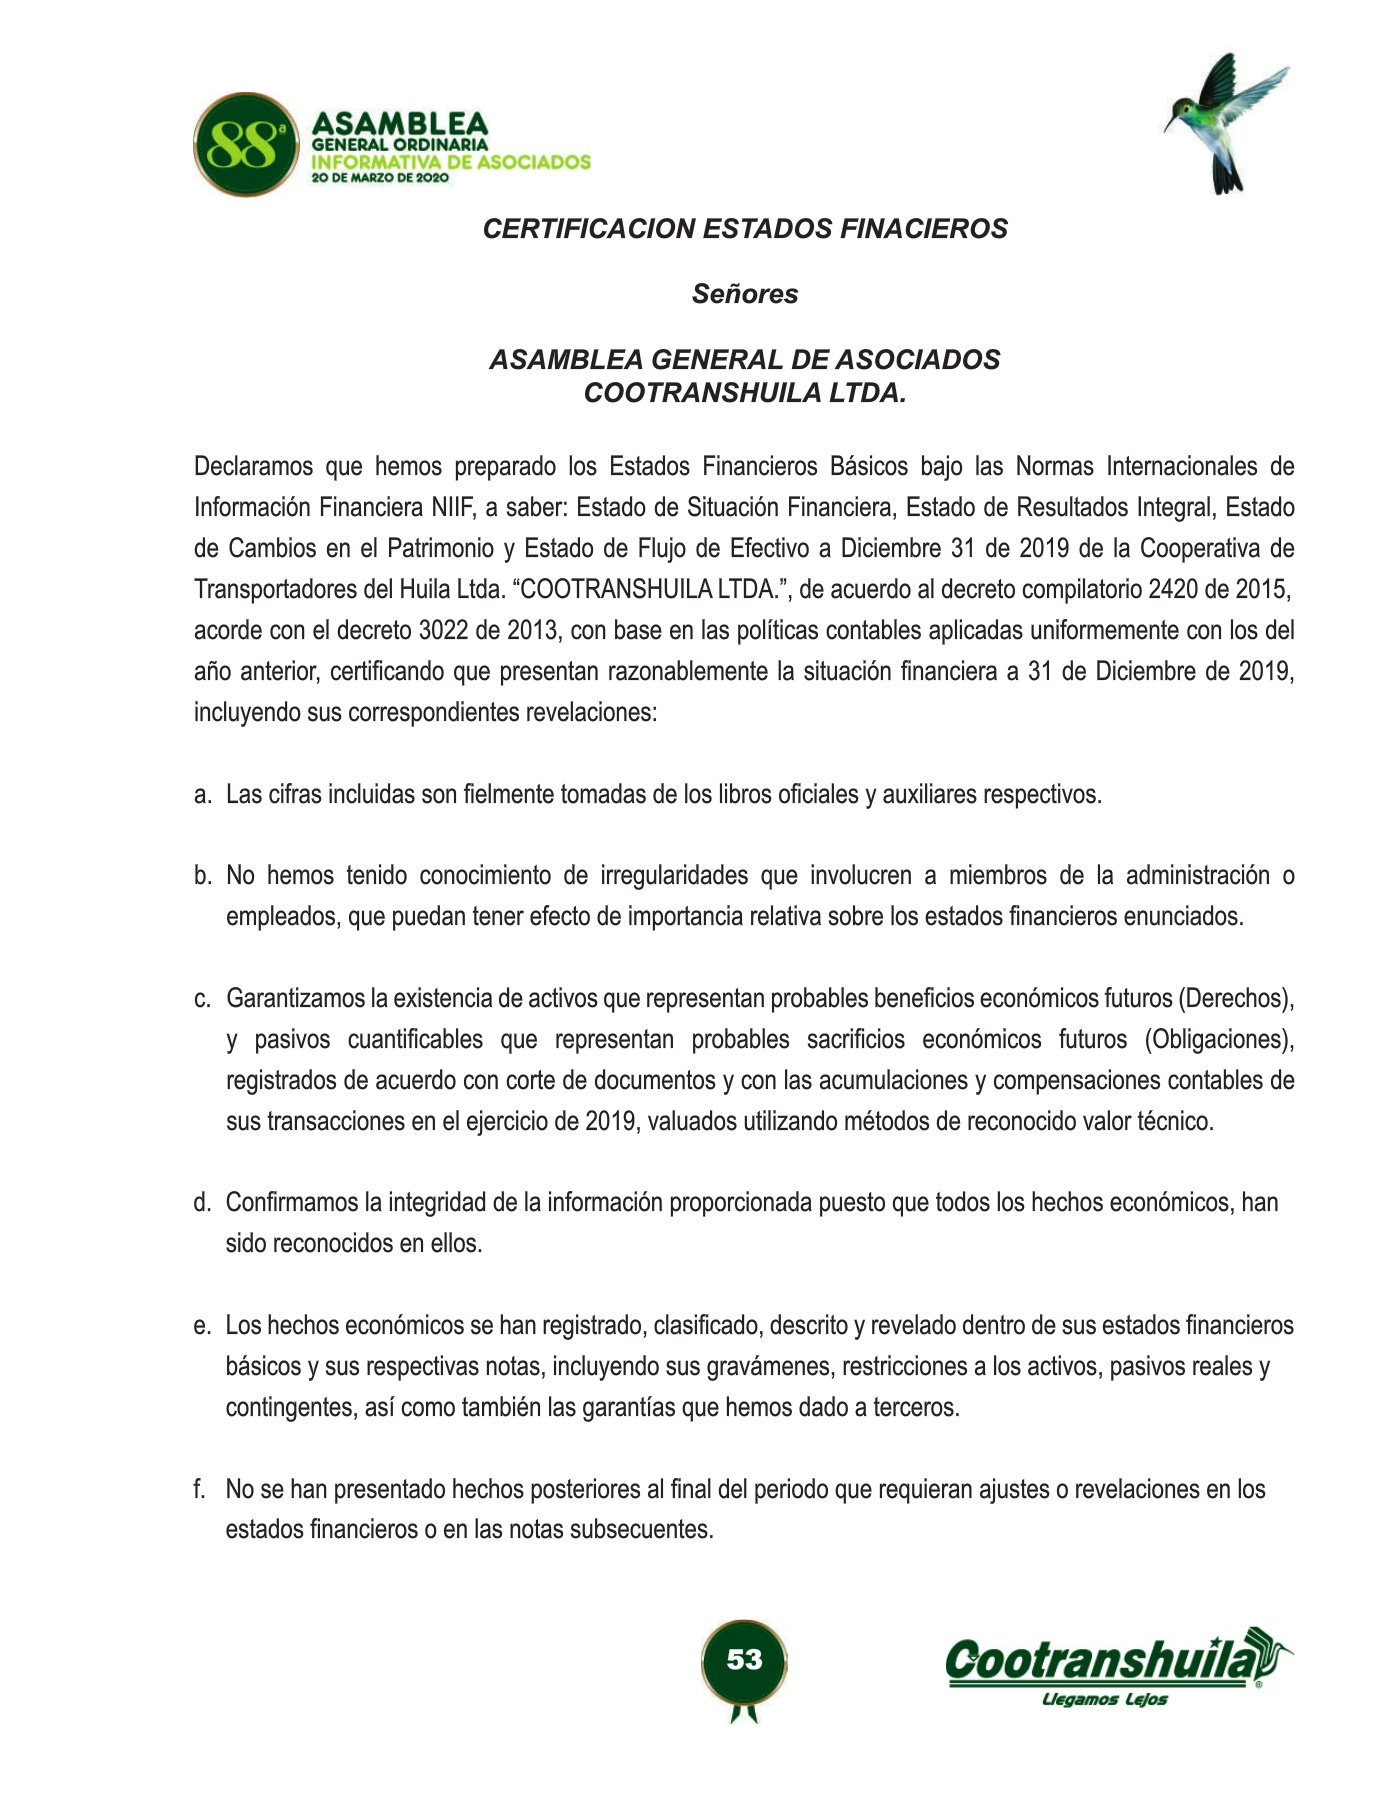 88ª
ASAMBLEA
GENERAL ORDINARIA
INFORMATIVA DE ASOCIADOS
20 DE MARZO DE 2020
CERTIFICACION ESTADOS FINACIEROS
Señores
ASAMBLEA GENERAL DE ASOCIADOS
COOTRANSHUILA LTDA.
Declaramos que hemos preparado los Estados Financieros Básicos bajo las Normas Internacionales de
Información Financiera NIIF, a saber: Estado de Situación Financiera, Estado de Resultados Integral, Estado
de Cambios en el Patrimonio y Estado de Flujo de Efectivo a Diciembre 31 de 2019 de la Cooperativa de
Transportadores del Huila Ltda. “COOTRANSHUILA LTDA.”, de acuerdo al decreto compilatorio 2420 de 2015,
acorde con el decreto 3022 de 2013, con base en las políticas contables aplicadas uniformemente con los del
año anterior, certificando que presentan razonablemente la situación financiera a 31 de Diciembre de 2019,
incluyendo sus correspondientes revelaciones:
a. Las cifras incluidas son fielmente tomadas de los libros oficiales y auxiliares respectivos.
b. No hemos tenido conocimiento de irregularidades que involucren a miembros de la administración o
empleados, que puedan tener efecto de importancia relativa sobre los estados financieros enunciados.
c. Garantizamos la existencia de activos que representan probables beneficios económicos futuros (Derechos),
y pasivos cuantificables que representan probables sacrificios económicos futuros (Obligaciones),
registrados de acuerdo con corte de documentos y con las acumulaciones y compensaciones contables de
sus transacciones en el ejercicio de 2019, valuados utilizando métodos de reconocido valor técnico.
d. Confirmamos la integridad de la información proporcionada puesto que todos los hechos económicos, han
sido reconocidos en ellos.
e. Los hechos económicos se han registrado, clasificado, descrito y revelado dentro de sus estados financieros
básicos y sus respectivas notas, incluyendo sus gravámenes, restricciones a los activos, pasivos reales y
contingentes, así como también las garantías que hemos dado a terceros.
f. No se han presentado hechos posteriores al final del periodo que requieran ajustes o revelaciones en los
estados financieros o en las notas subsecuentes.
53
Cootranshuila®
Llegamos Lejos